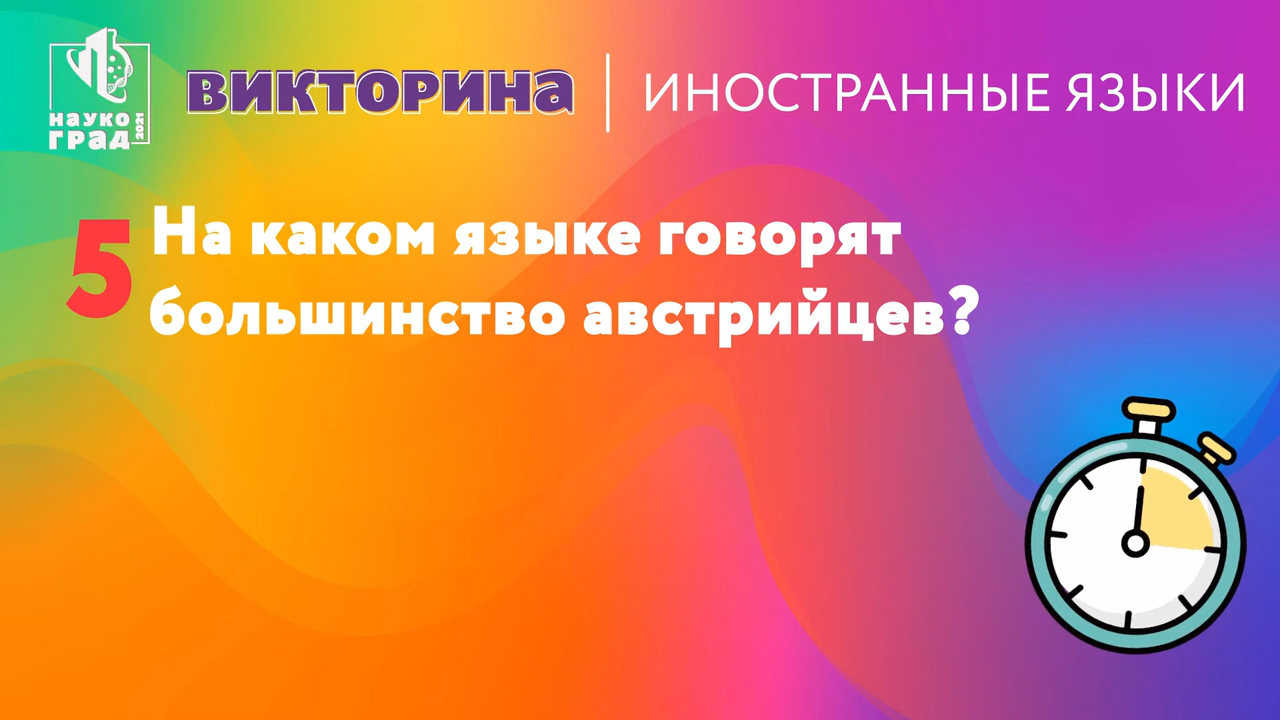 НАУКО
ГРАД
2021
ВИКТОРИНА
ИНОСТРАННЫЕ ЯЗЫКИ
5
На каком языке говорят
большинство австрийцев?